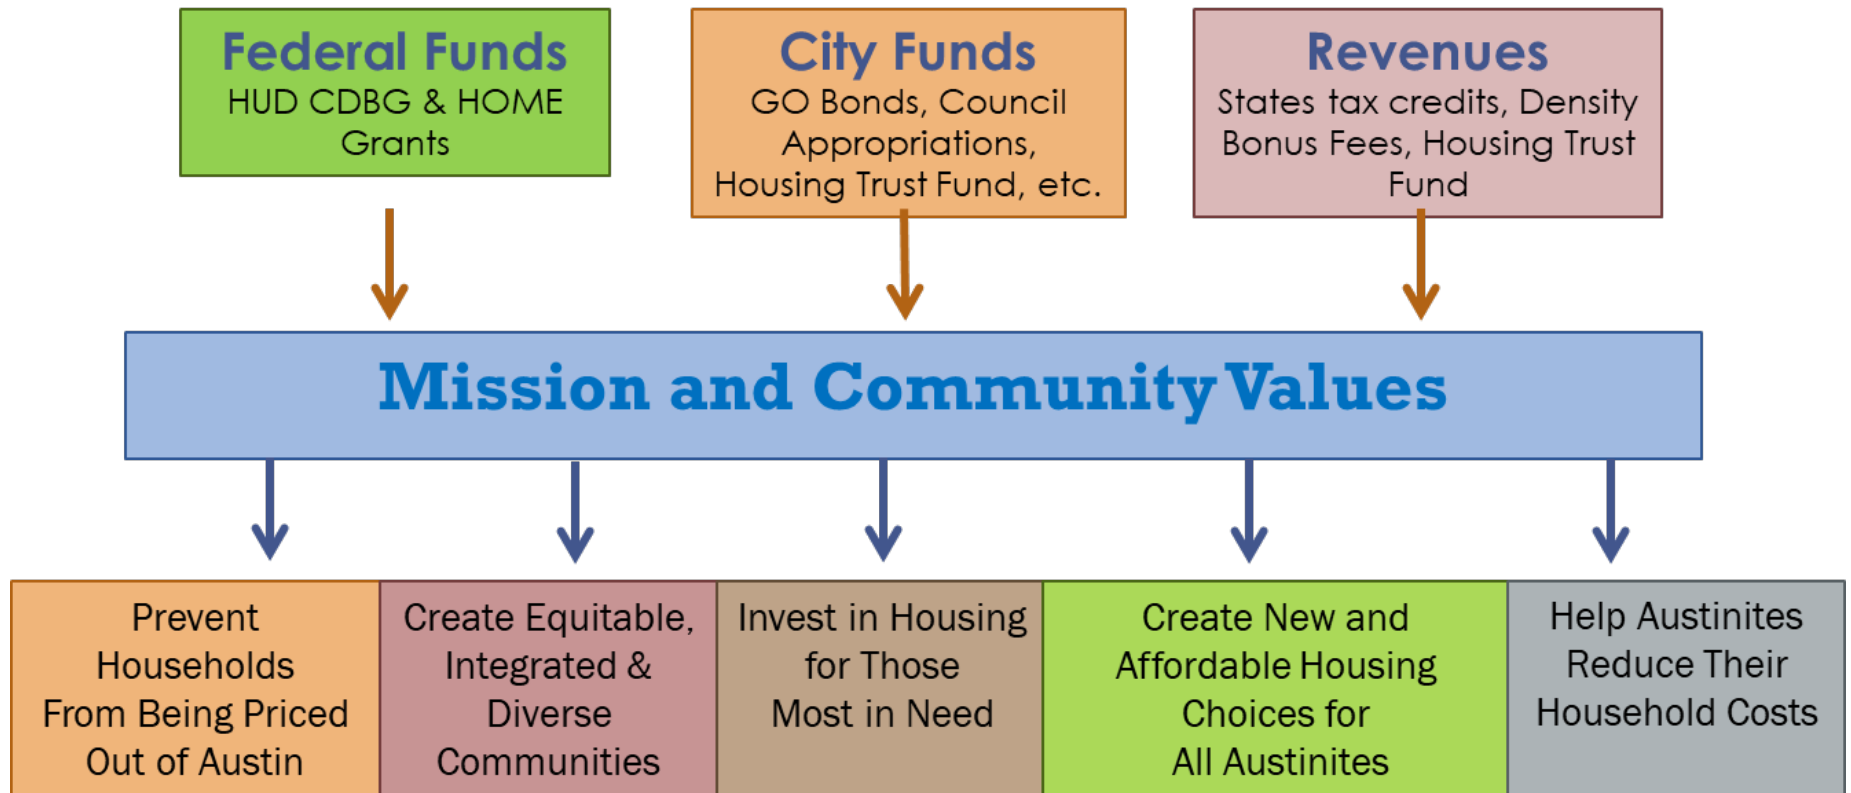 Federal Funds
HUD CDBG & HOME
Grants
City Funds
GO Bonds, Council
Appropriations,
Housing Trust Fund, etc.
Revenues
States tax credits, Density
Bonus Fees, Housing Trust
Fund
Mission and Community Values
Prevent
Households
From Being Priced
Out of Austin
Create Equitable,
Integrated &
Diverse
Communities
Invest in Housing
for Those
Most in Need
Create New and
Affordable Housing
Choices for
All Austinites
Help Austinites
Reduce Their
Household Costs